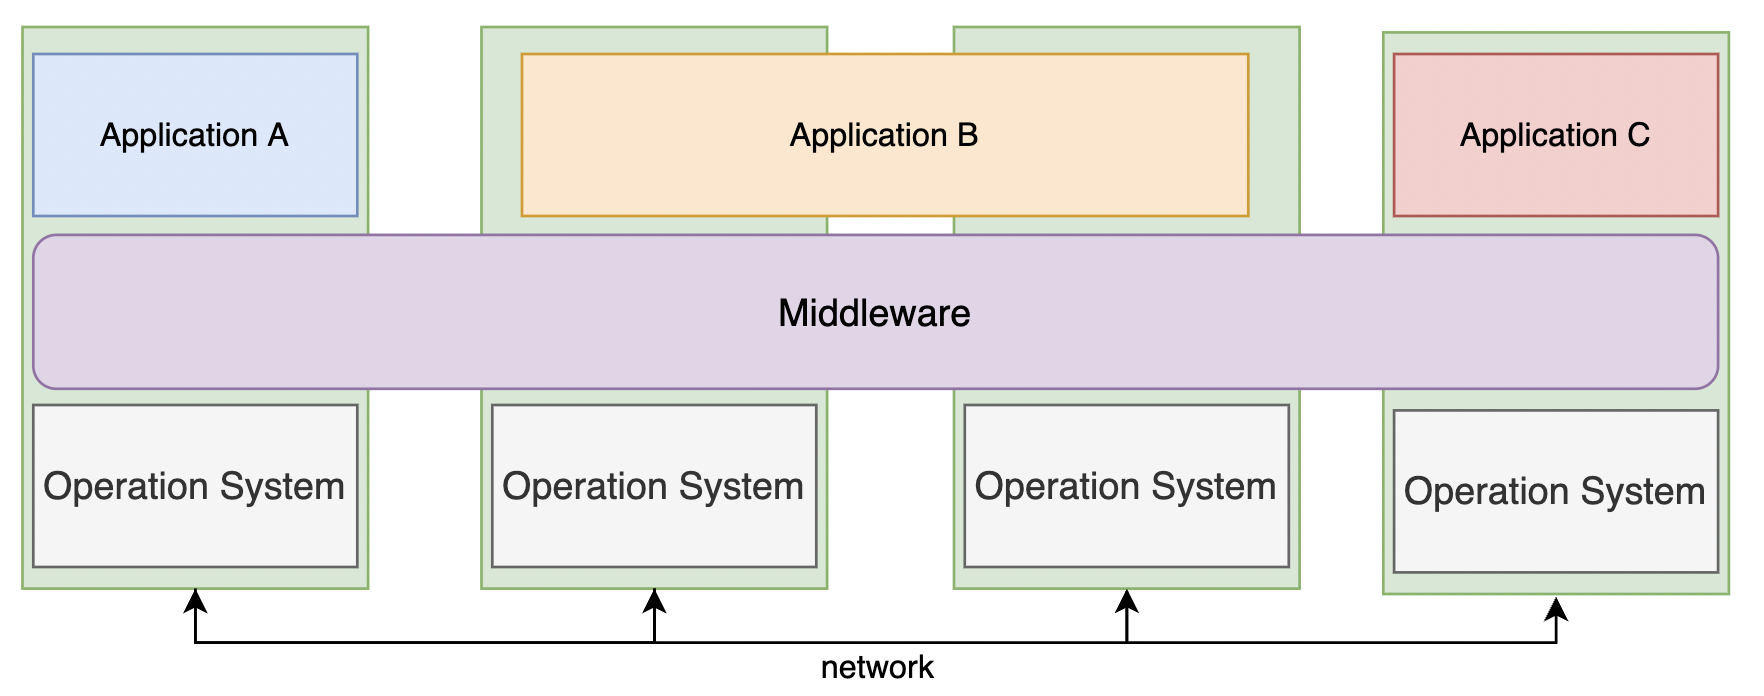 Application A
Application B
Application C
Middleware
Operation System
Operation System
Operation System
Operation System
network